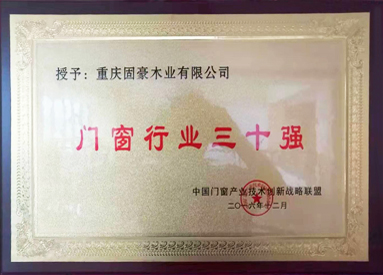 授予：重庆固豪木业有限公司
门窗行业三十强
中国门窗产业技术创新战略联盟
二〇一六年十二月